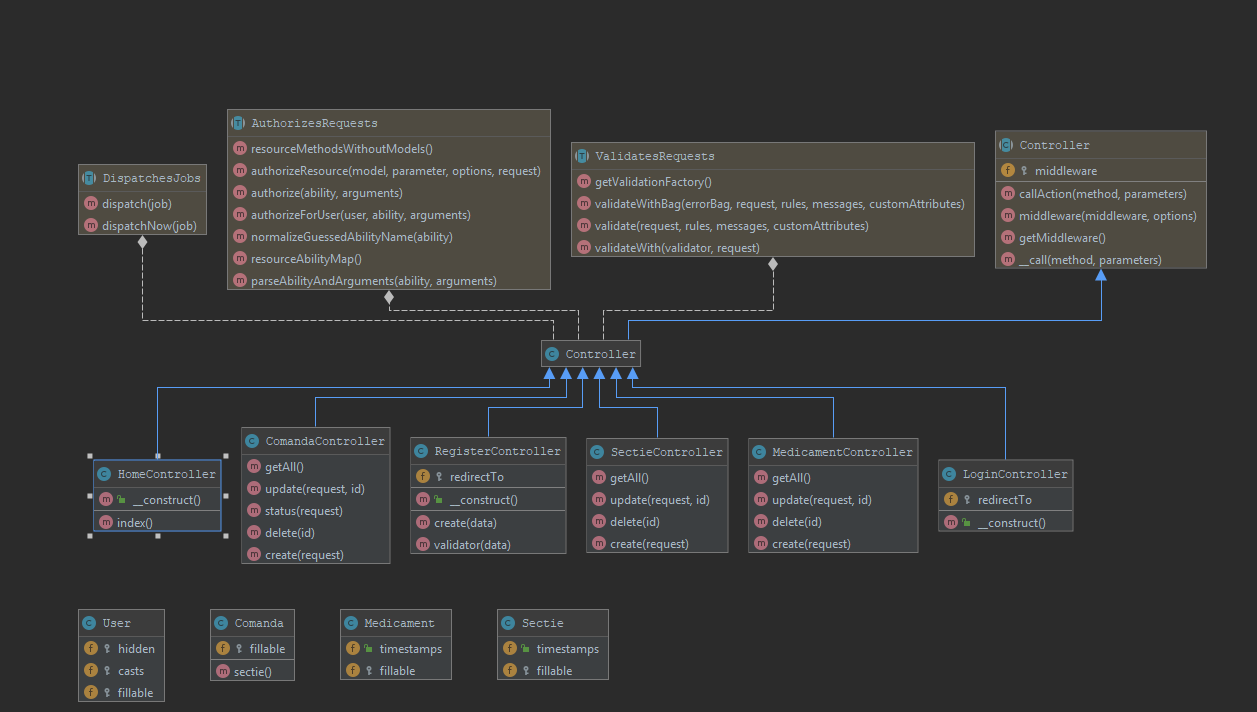 DispatchesJobs
dispatch(job)
dispatchNow(job)
AuthorizesRequests
resourceMethodsWithoutModels()
authorizeResource(model, parameter, options, request)
authorize(ability, arguments)
authorizeForUser(user, ability, arguments)
normalizeGuessedAbilityName(ability)
resourceAbilityMap()
parseAbilityAndArguments(ability, arguments)
ValidatesRequests
getValidationFactory()
validateWithBag(errorBag, request, rules, messages, customAttributes)
validate(request, rules, messages, customAttributes)
validateWith(validator, request)
Controller
middleware
callAction(method, parameters)
middleware(middleware, options)
getMiddleware()
__call(method, parameters)
Controller
HomeController
__construct()
index()
ComandaController
getAll()
update(request, id)
status(request)
delete(id)
create(request)
RegisterController
redirectTo
__construct()
create(data)
validator(data)
SectieController
getAll()
update(request, id)
delete(id)
create(request)
MedicamentController
getAll()
update(request, id)
delete(id)
create(request)
LoginController
redirectTo
__construct()
User
hidden
casts
fillable
Comanda
fillable
sectie()
Medicament
timestamps
fillable
Sectie
timestamps
fillable